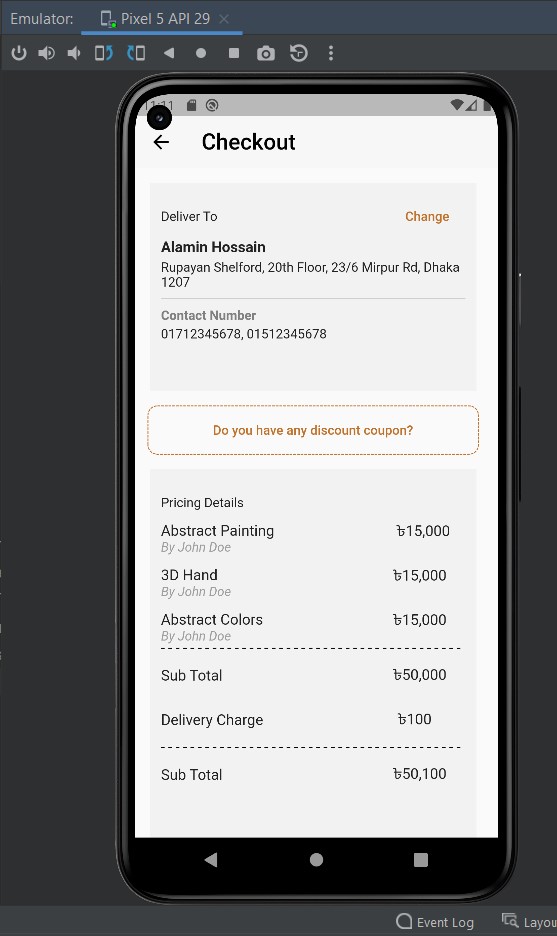 Emulator: Pixel 5 API 29
Checkout
Deliver To Change
Alamin Hossain
Rupayan Shelford, 20th Floor, 23/6 Mirpur Rd, Dhaka
1207
Contact Number
01712345678, 01512345678
Do you have any discount coupon?
Pricing Details
Abstract Painting ৳15,000
By John Doe
3D Hand ৳15,000
By John Doe
Abstract Colors ৳15,000
By John Doe
Sub Total ৳50,000
Delivery Charge ৳100
Sub Total ৳50,100
Event Log